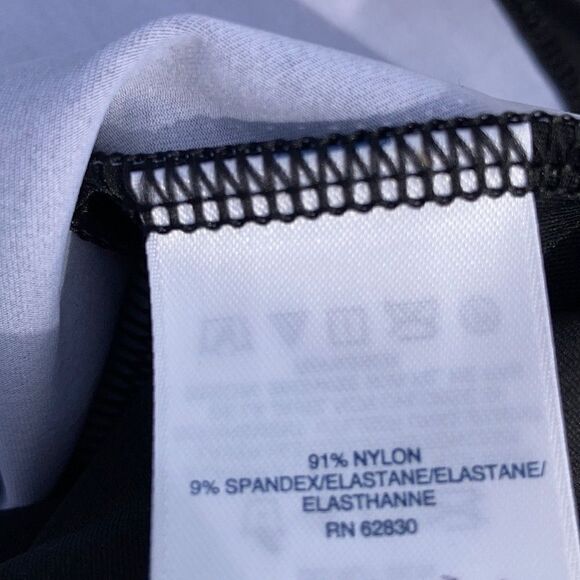 91% NYLON
9% SPANDEX/ELASTANE/ELASTANE/
ELASTHANNE
RN 62830